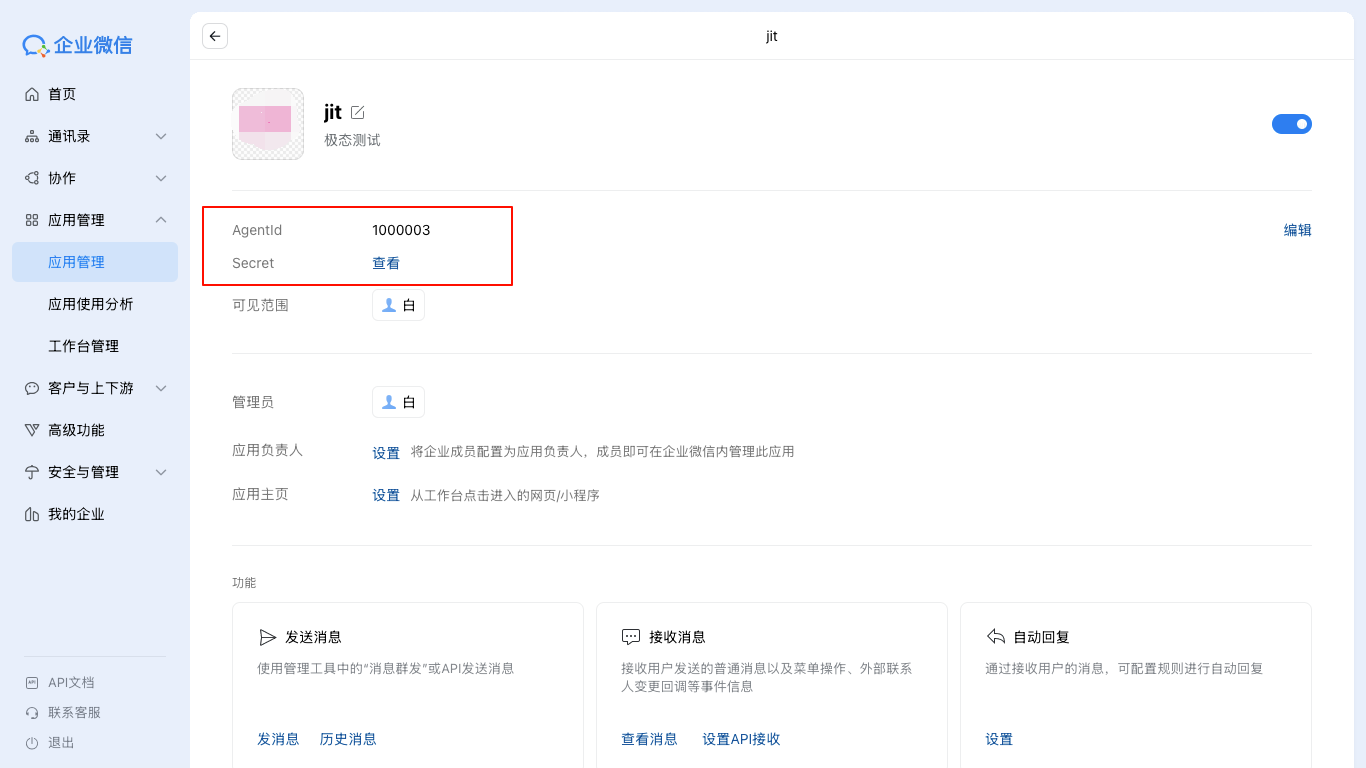 企业微信
首页
通讯录
协作
应用管理
应用管理
应用使用分析
工作台管理
客户与上下游
高级功能
安全与管理
我的企业
API文档
联系客服
退出
jit
jit
极态测试
AgentId 1000003
编辑
Secret 查看
可见范围 白
管理员 白
应用负责人 设置 将企业成员配置为应用负责人，成员即可在企业微信内管理此应用
应用主页 设置 从工作台点击进入的网页/小程序
功能
发送消息
使用管理工具中的“消息群发”或API发送消息
发消息 历史消息
接收消息
接收用户发送的普通消息以及菜单操作、外部联系
人变更回调等事件信息
查看消息 设置API接收
自动回复
通过接收用户的消息，可配置规则进行自动回复
设置